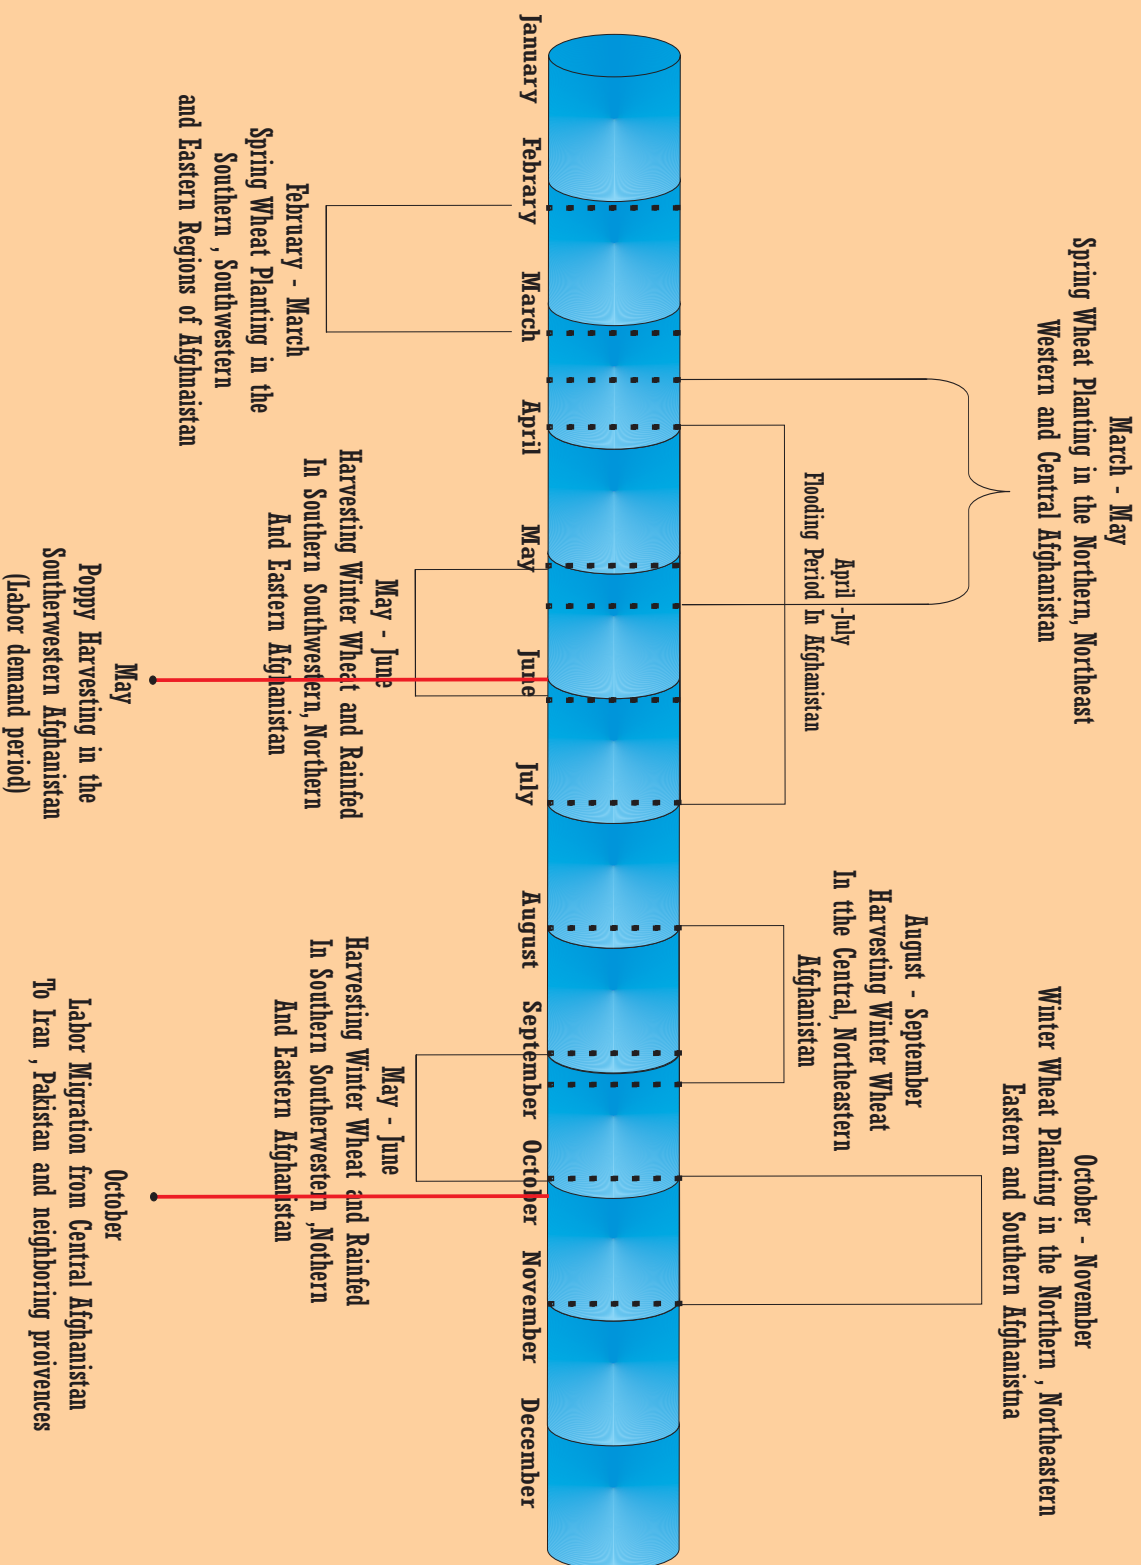 March - May
Spring Wheat Planting in the Northern, Northeast
Western and Central Afghanistan
April -July
Flooding Period In Afghanistan
August - September
Harvesting Winter Wheat
In tthe Central, Northeastern
Afghanistan
October - November
Winter Wheat Planting in the Northern , Northeastern
Eastern and Southern Afghanistna
January
Febrary
March
April
May
June
July
August
September
October
November
December
February - March
Spring Wheat Planting in the
Southern , Southwestern
and Eastern Regions of Afghnaistan
May - June
Harvesting Winter Wheat and Rainfed
In Southern Southwestern, Northern
And Eastern Afghanistan
May
Poppy Harvesting in the
Southerwestern Afghanistan
(Labor demand period)
May - June
Harvesting Winter Wheat and Rainfed
In Southern Southerwestern ,Nothern
And Eastern Afghanistan
October
Labor Migration from Central Afghanistan
To Iran , Pakistan and neighboring proivences